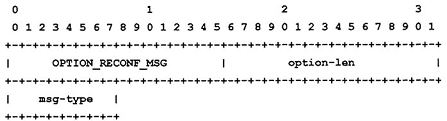 0 1 2 3
0 1 2 3 4 5 6 7 8 9 0 1 2 3 4 5 6 7 8 9 0 1 2 3 4 5 6 7 8 9 0 1
+-+-+-+-+-+-+-+-+-+-+-+-+-+-+-+-+-+-+-+-+-+-+-+-+-+-+-+-+-+-+-+-+
| OPTION_RECONF_MSG | option-len |
+-+-+-+-+-+-+-+-+-+-+-+-+-+-+-+-+-+-+-+-+-+-+-+-+-+-+-+-+-+-+-+-+
| msg-type |
+-+-+-+-+-+-+-+-+